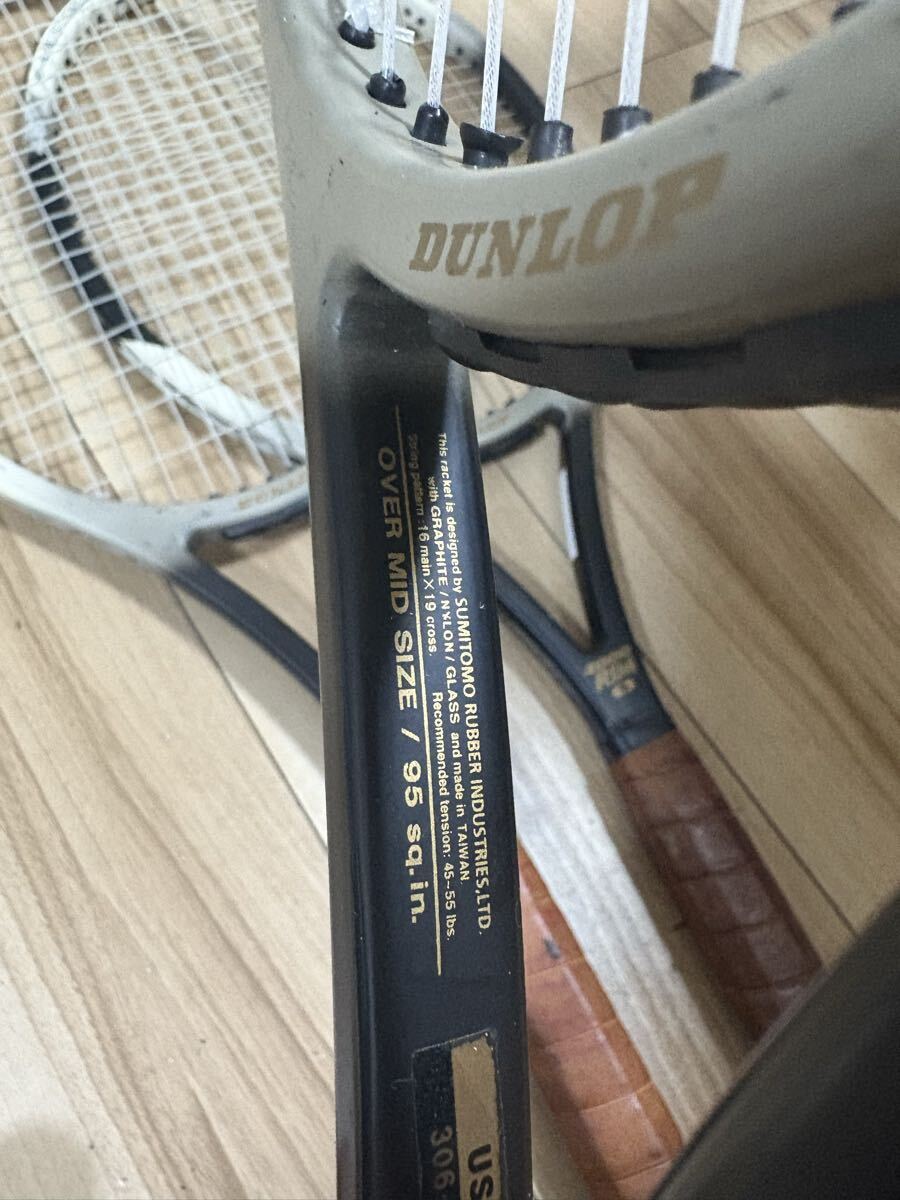 DUNLOP
This racket is designed by SUMITOMO RUBBER INDUSTRIES,LTD.
with GRAPHITE / NYLON / GLASS and made in TAIWAN.
String pattern : 16 main X 19 cross. Recommended tension: 45~55 lbs.
OVER MID SIZE / 95 sq.in.
US
306